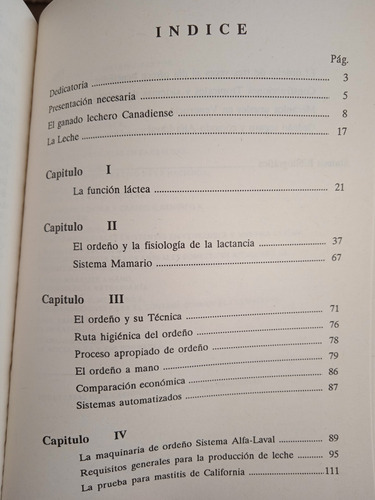 INDICE
Pág.
Dedicatoria 3
Presentación necesaria 5
El ganado lechero Canadiense 8
La Leche 17
Capitulo I
La función láctea 21
Capitulo II
El ordeño y la fisiología de la lactancia 37
Sistema Mamario 67
Capitulo III
El ordeño y su Técnica 71
Ruta higiénica del ordeño 76
Proceso apropiado de ordeño 78
El ordeño a mano 79
Comparación económica 86
Sistemas automatizados 87
Capitulo IV
La maquinaria de ordeño Sistema Alfa-Laval 89
Requisitos generales para la producción de leche 95
La prueba para mastitis de California 111